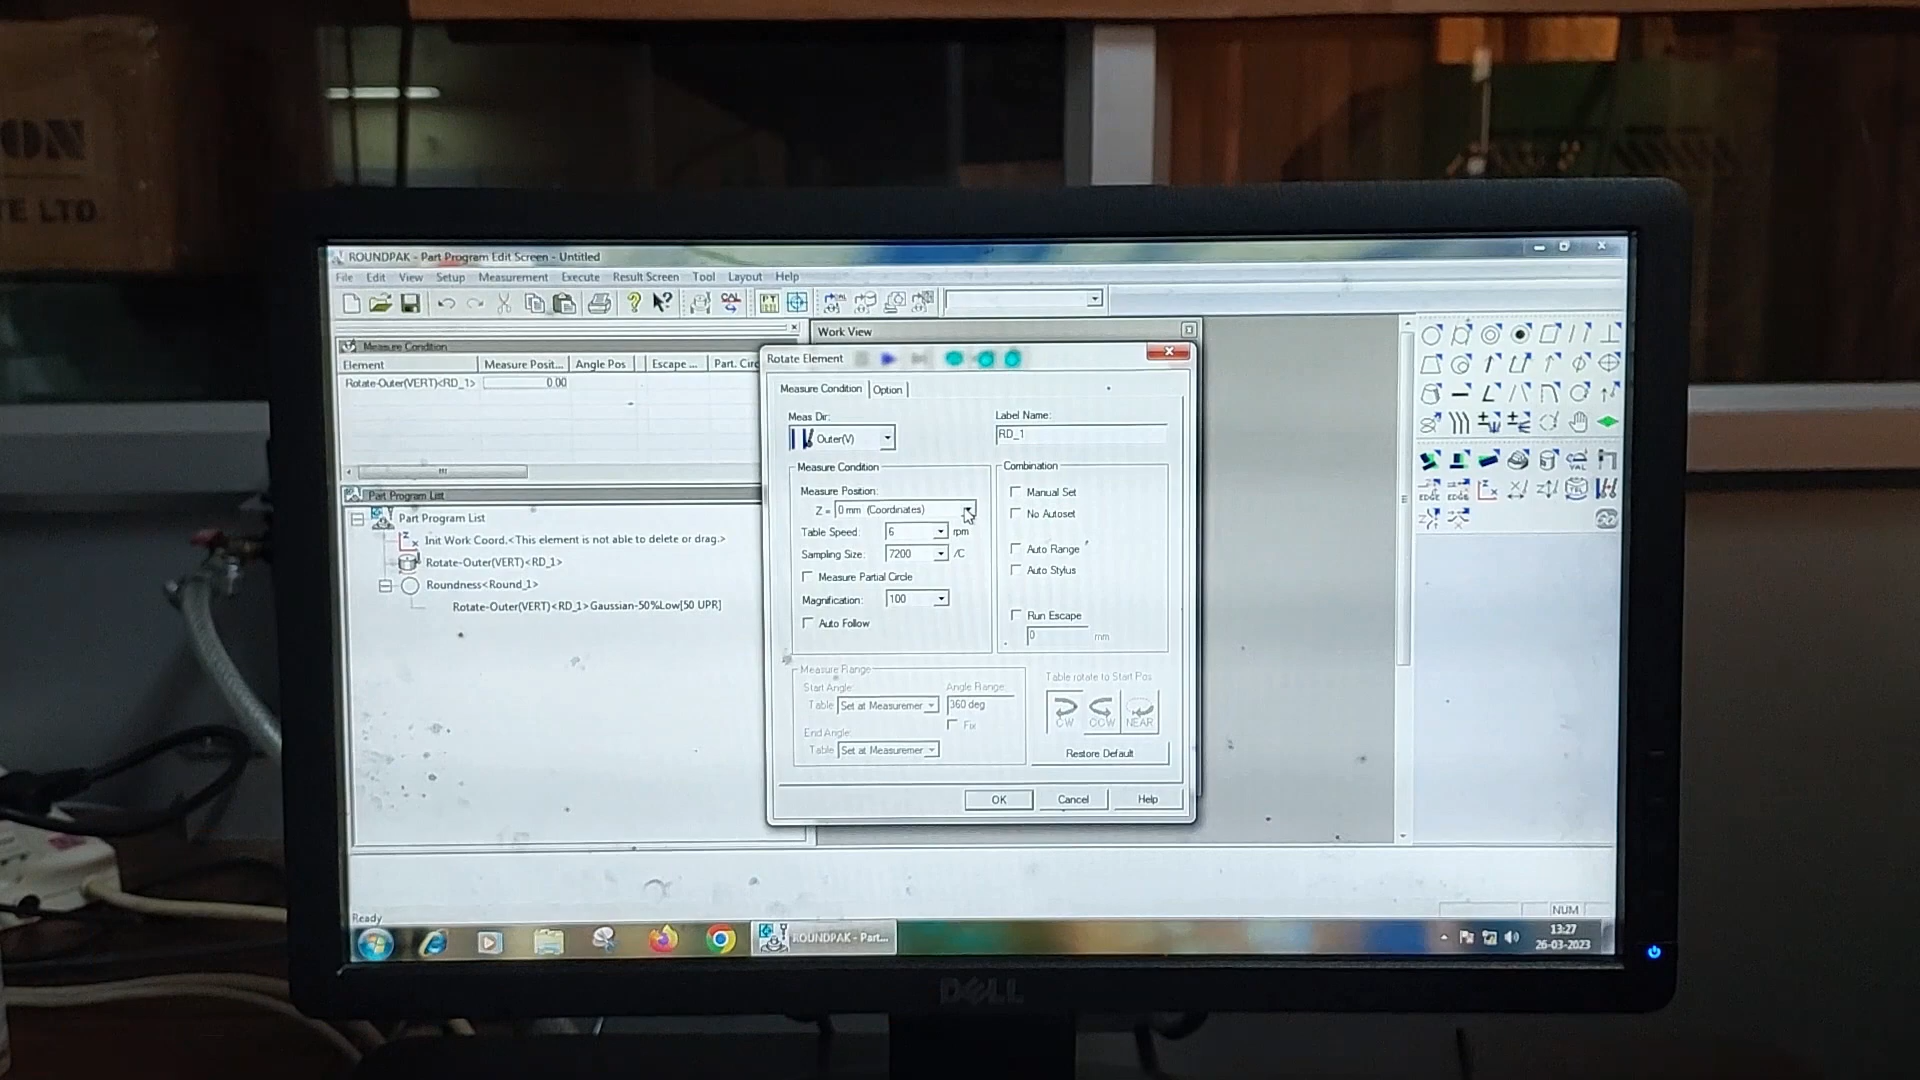 ON
TE LTD.
ROUNDPAK - Part Program Edit Screen - Untitled
File Edit View Setup Measurement Execute Result Screen Tool Layout Help
Work View
Measure Condition
Element Measure Posit... Angle Pos Escape ... Part. Circ
Rotate-Outer(VERT)<RD_1> 0.00
Part Program List
Part Program List
Init Work Coord.<This element is not able to delete or drag.>
Rotate-Outer(VERT)<RD_1>
Roundness<Round_1>
Rotate-Outer(VERT)<RD_1>Gaussian-50%Low[50 UPR]
Rotate Element
Measure Condition Option
Meas Dir:
Outer(V)
Label Name:
RD_1
Measure Condition
Measure Position:
Z = 0 mm (Coordinates)
Table Speed: 6 rpm
Sampling Size: 7200 /C
Measure Partial Circle
Magnification: 100
Auto Follow
Combination
Manual Set
No Autoset
Auto Range
Auto Stylus
Run Escape
0 mm
Measure Range
Start Angle:
Table Set at Measuremer
Angle Range:
360 deg
Fix
End Angle:
Table Set at Measuremer
Table rotate to Start Pos
CW CCW NEAR
Restore Default
OK Cancel Help
Ready
NUM
ROUNDPAK - Part...
13:27
26-03-2023
DELL